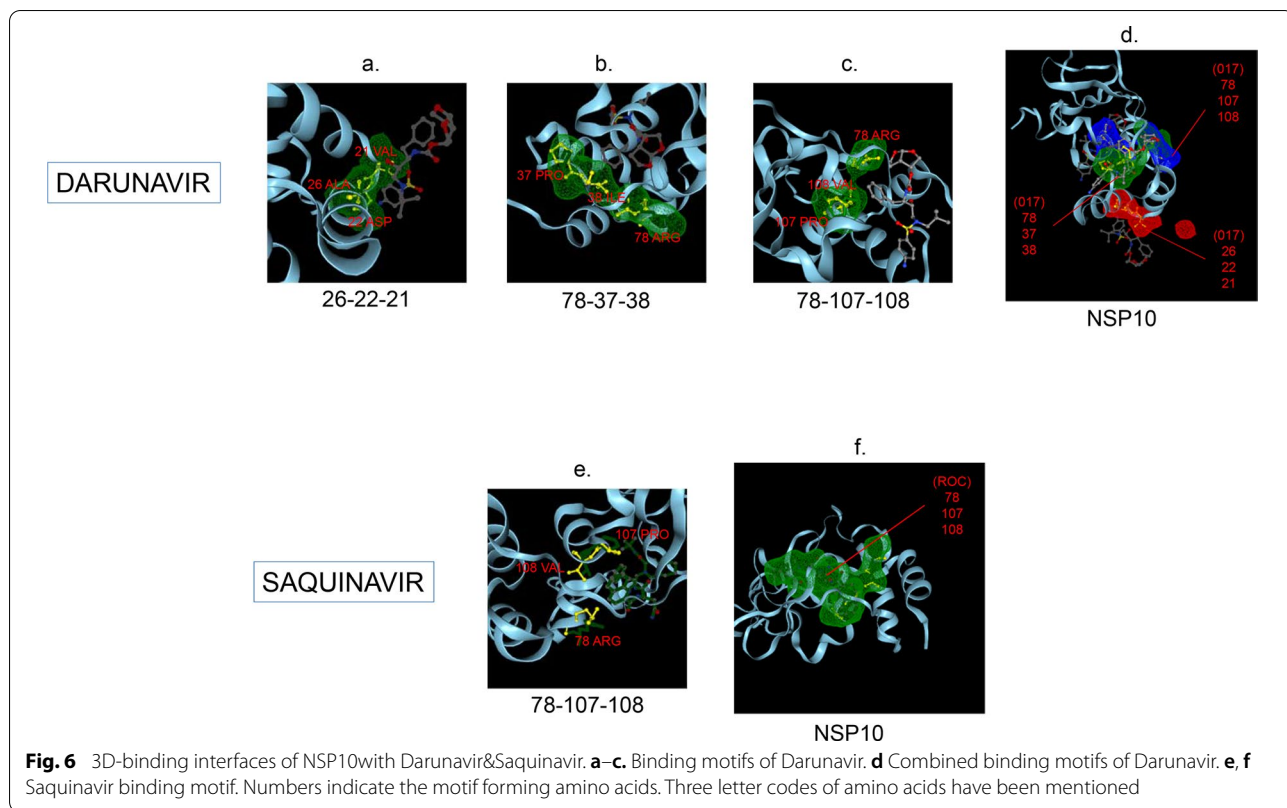 a.
b.
c.
d.
DARUNAVIR
21 VAL
26 ALA
22 ASP
26-22-21
37 PRO
38 ILE
78 ARG
78-37-38
78 ARG
108 VAL
107 PRO
78-107-108
(017)
78
107
108
(017)
78
37
38
(017)
26
22
21
NSP10
SAQUINAVIR
e.
f.
107 PRO
108 VAL
78 ARG
78-107-108
(ROC)
78
107
108
NSP10
Fig. 6 3D-binding interfaces of NSP10with Darunavir&Saquinavir. a–c. Binding motifs of Darunavir. d Combined binding motifs of Darunavir. e, f
Saquinavir binding motif. Numbers indicate the motif forming amino acids. Three letter codes of amino acids have been mentioned